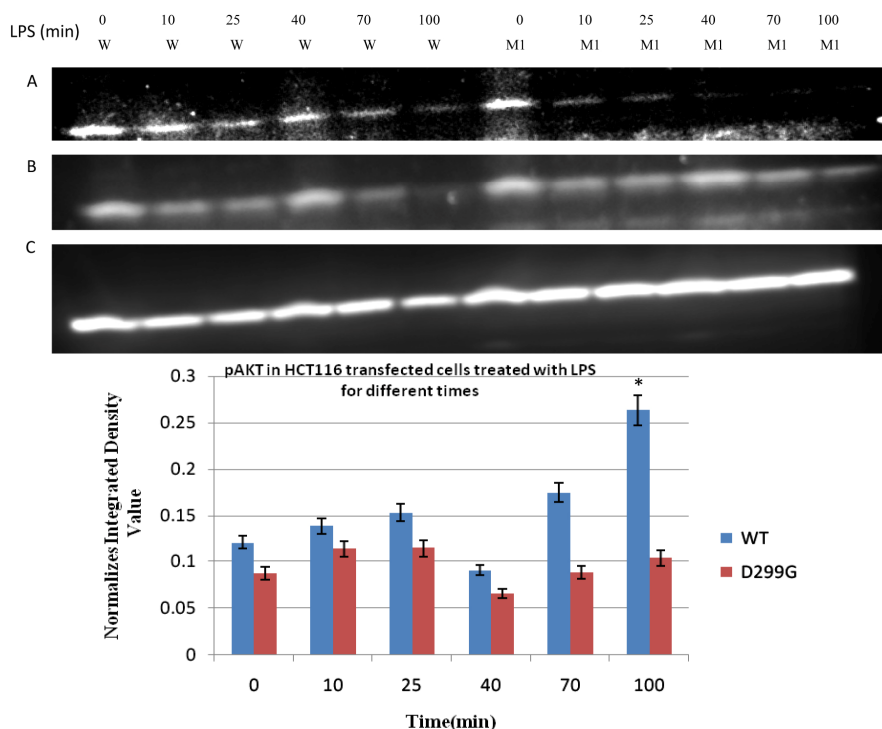 LPS (min) 0 10 25 40 70 100 0 10 25 40 70 100
W W W W W W M1 M1 M1 M1 M1 M1
A
B
C
pAKT in HCT116 transfected cells treated with LPS
for different times
0.3
0.25
0.2
0.15
0.1
0.05
0
Normalizes Integrated Density
Value
*
WT
D299G
0 10 25 40 70 100
Time(min)